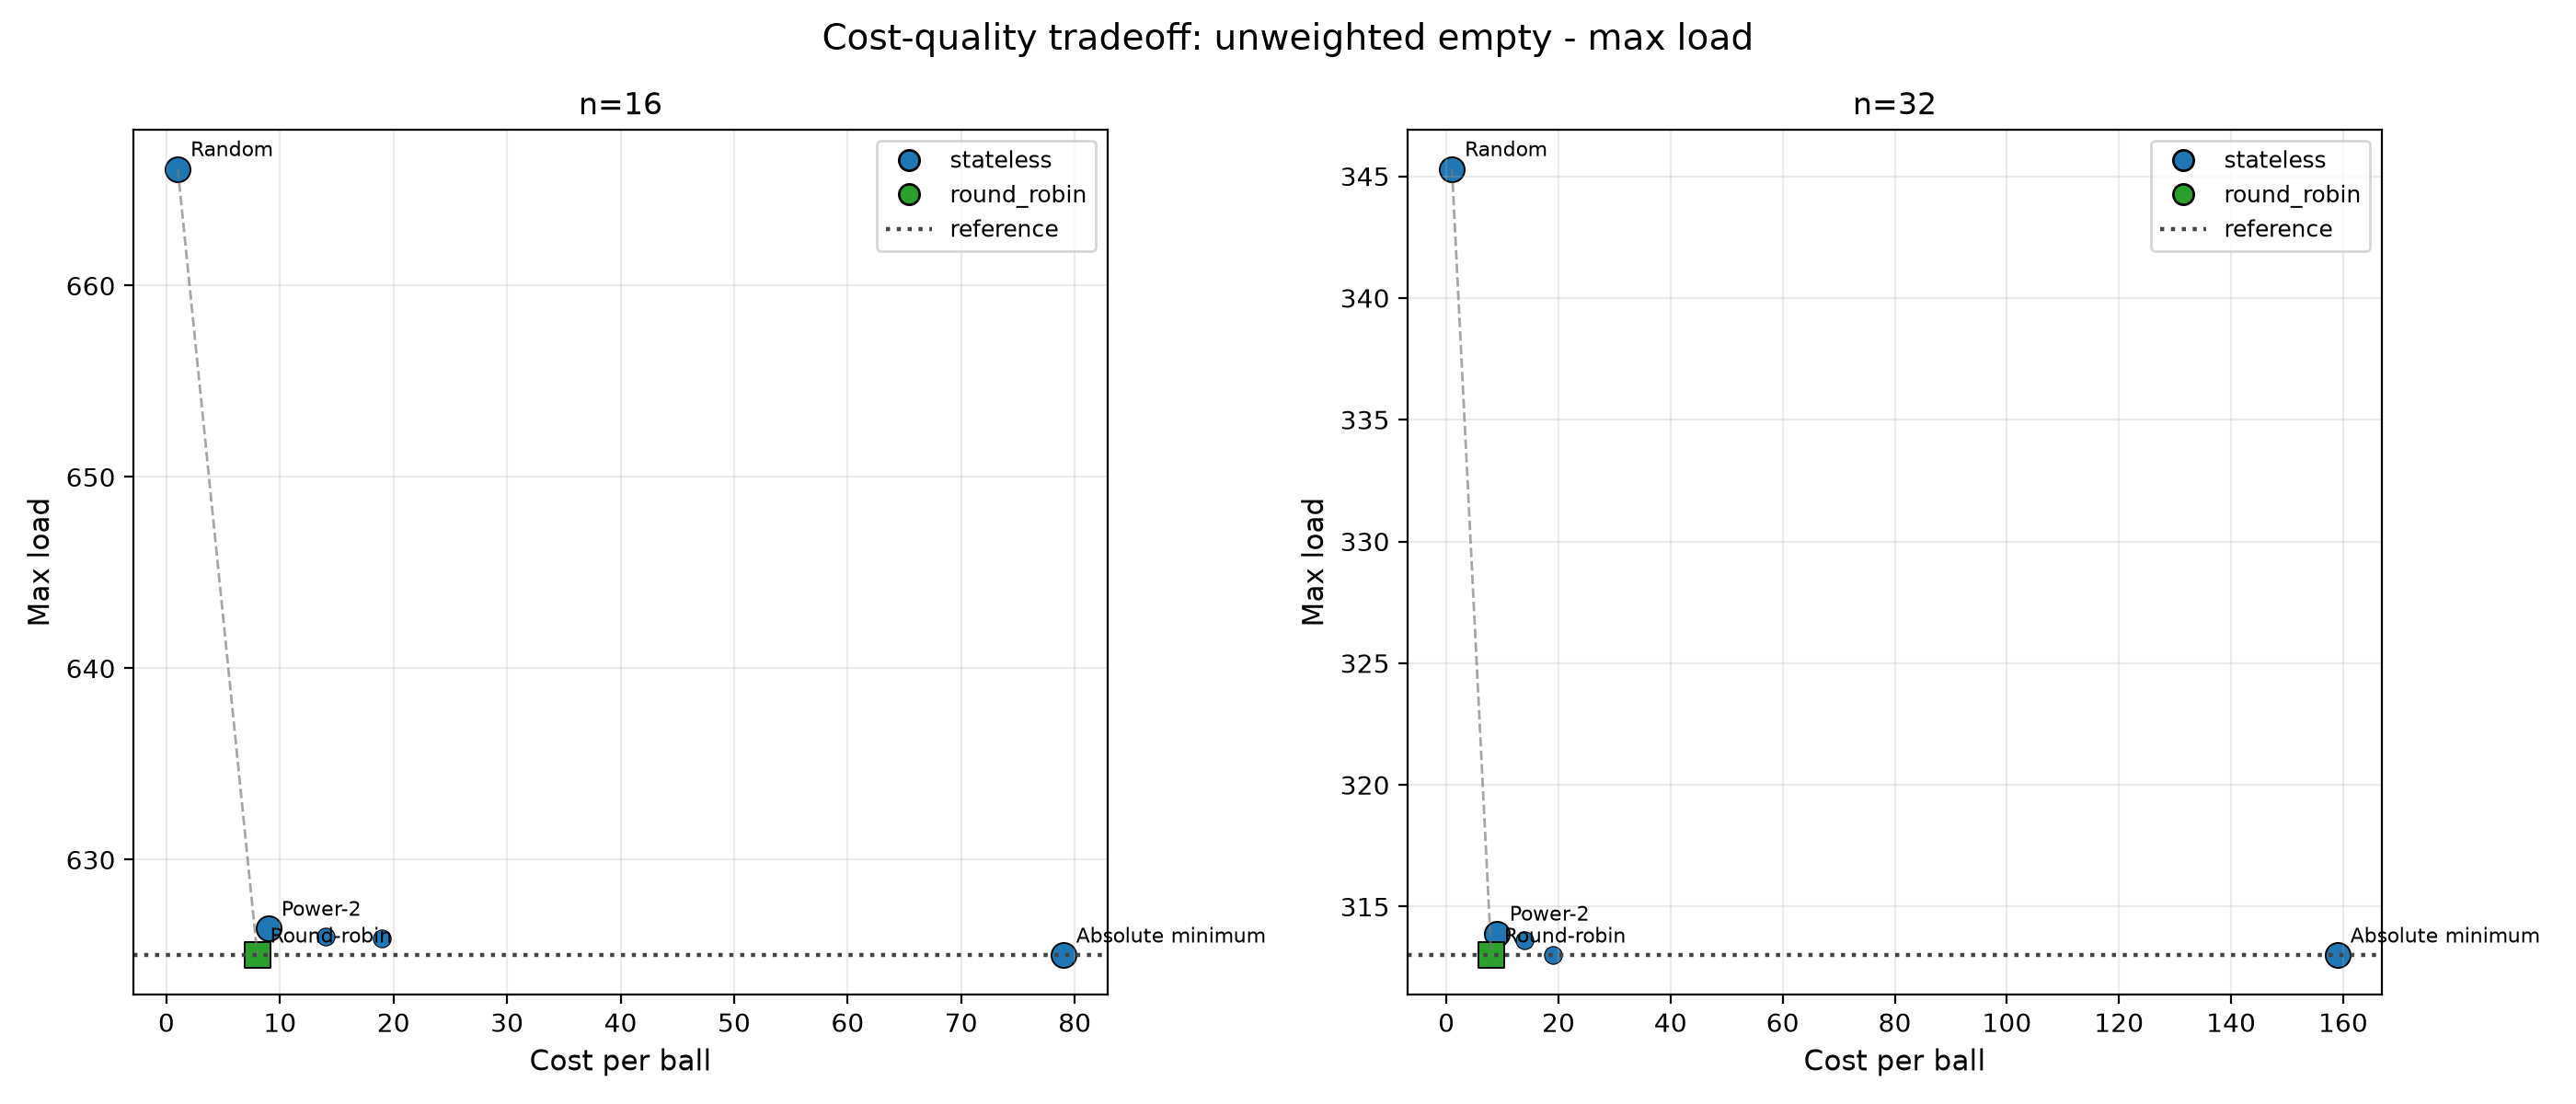 Cost-quality tradeoff: unweighted empty - max load
n=16
Random
stateless
round_robin
reference
660
650
640
630
Max load
Power-2
Round-robin
Absolute minimum
0 10 20 30 40 50 60 70 80
Cost per ball
n=32
Random
stateless
round_robin
reference
345
340
335
330
325
320
315
Max load
Power-2
Round-robin
Absolute minimum
0 20 40 60 80 100 120 140 160
Cost per ball